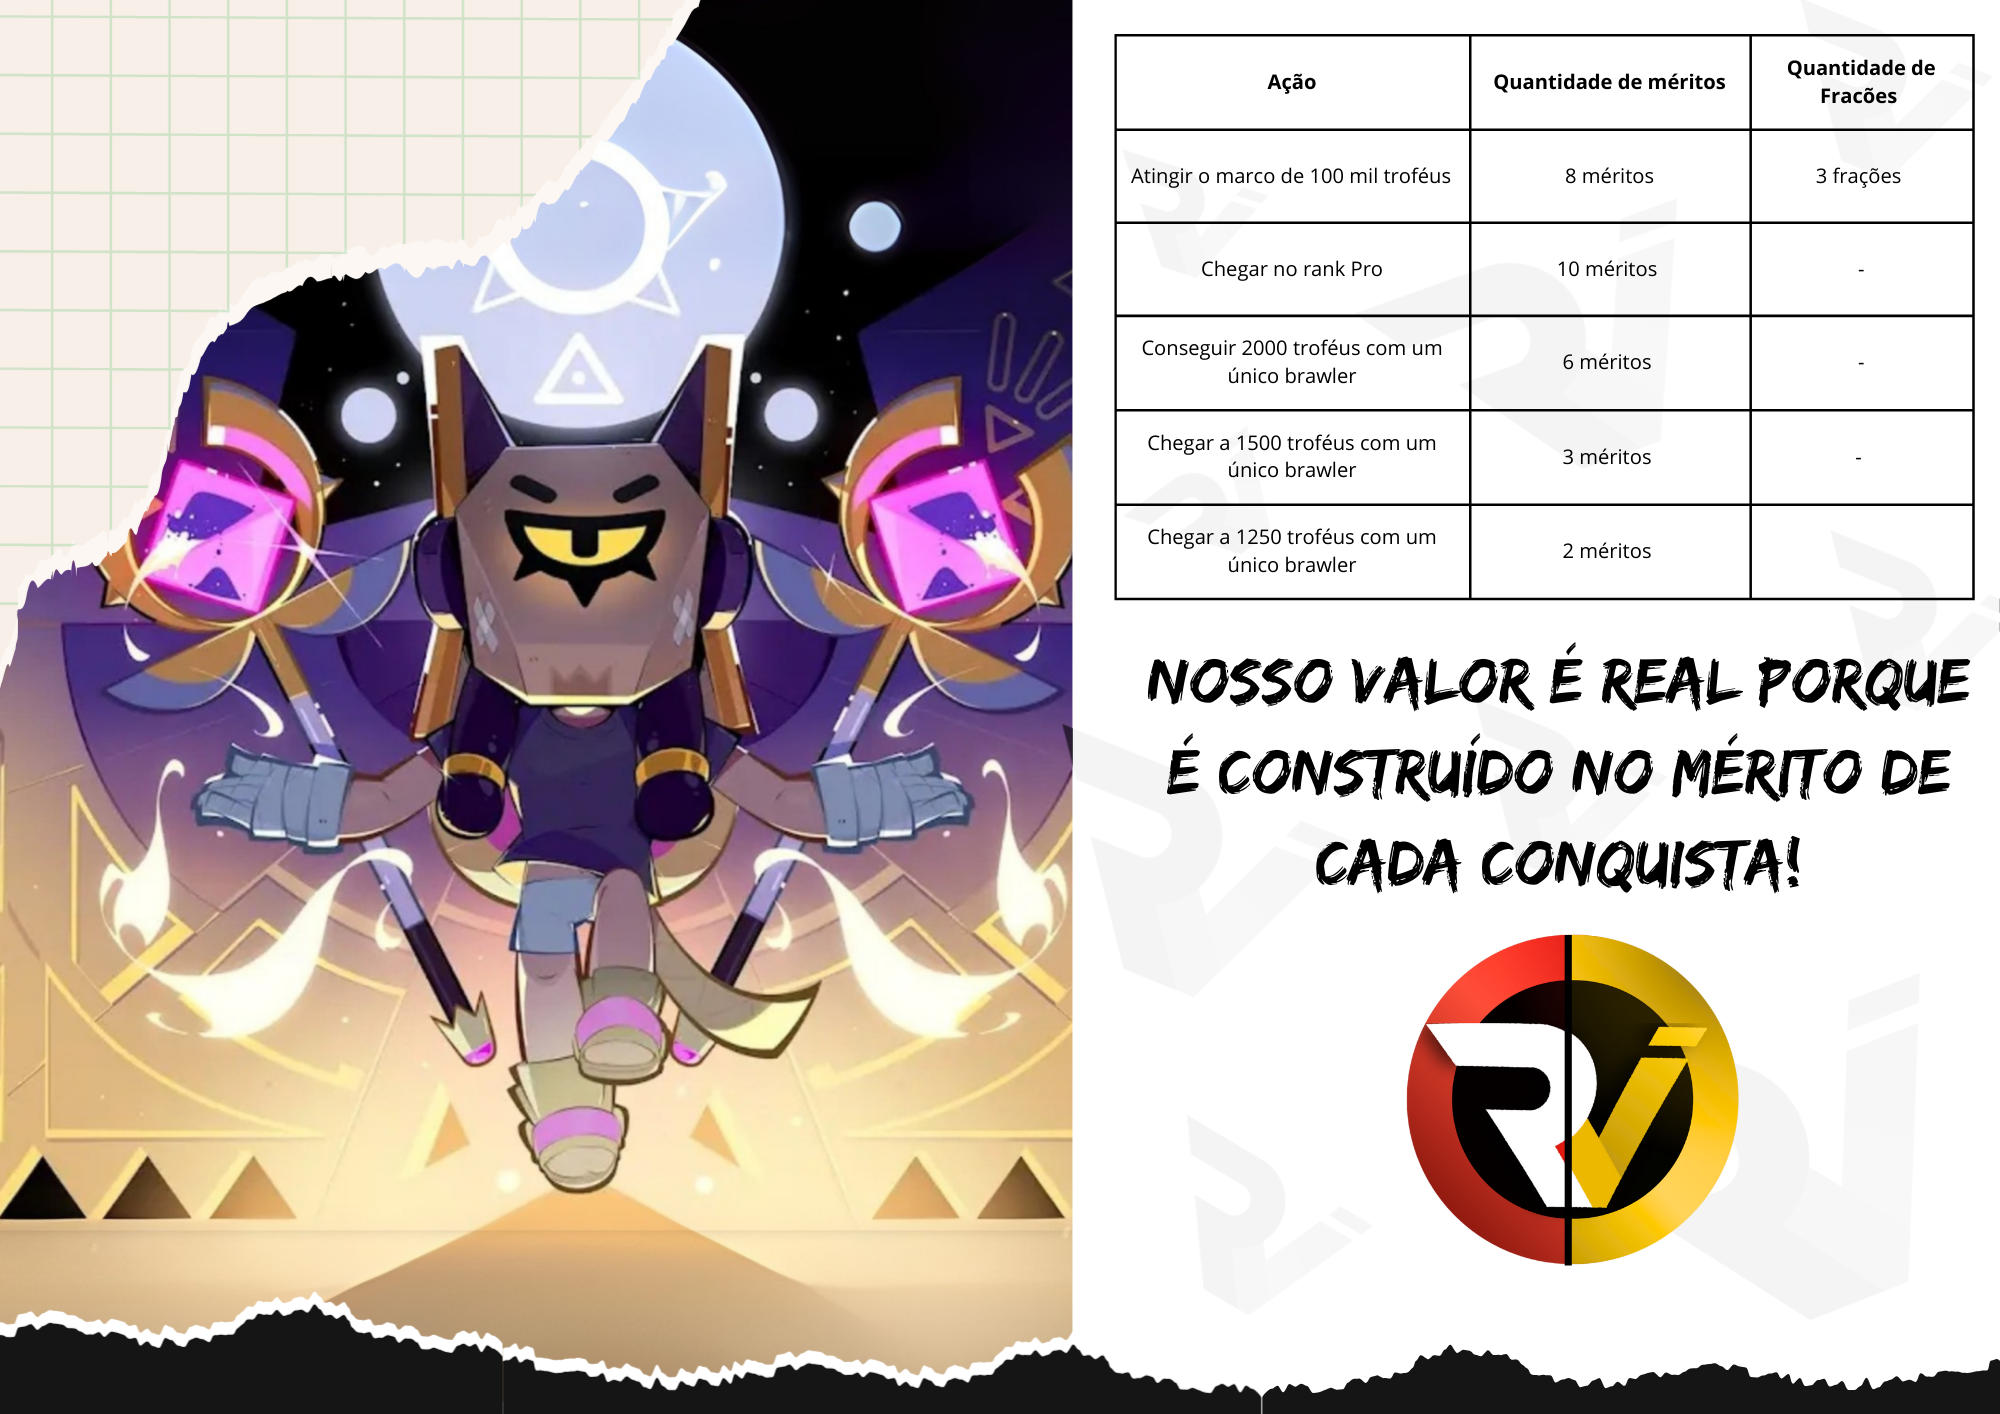 Ação
Quantidade de méritos
Quantidade de
Fracões
Atingir o marco de 100 mil troféus
8 méritos
3 frações
Chegar no rank Pro
10 méritos
-
Conseguir 2000 troféus com um
único brawler
6 méritos
-
Chegar a 1500 troféus com um
único brawler
3 méritos
-
Chegar a 1250 troféus com um
único brawler
2 méritos
NOSSO VALOR É REAL PORQUE
É CONSTRUÍDO NO MÉRITO DE
CADA CONQUISTA!
RI